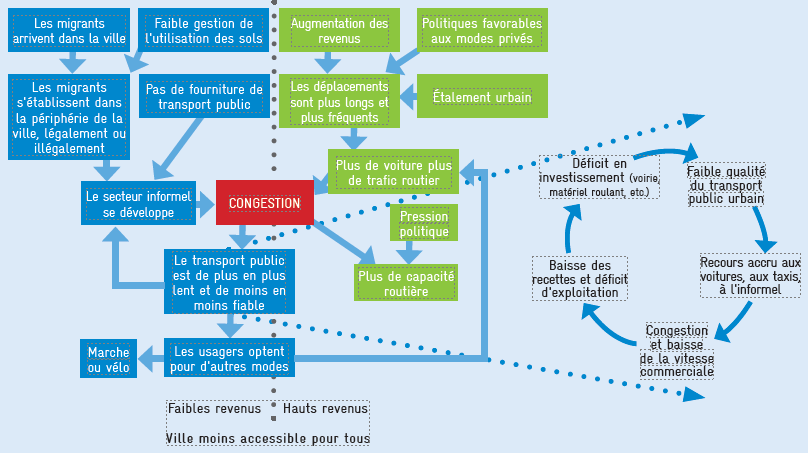 Les migrants
arrivent dans la ville
Faible gestion de
l'utilisation des sols
Augmentation des
revenus
Politiques favorables
aux modes privés
Les migrants
s'établissent dans
la périphérie de la
ville, légalement ou
illégalement
Pas de fourniture de
transport public
Les déplacements
sont plus longs et
plus fréquents
Étalement urbain
Plus de voiture plus
de trafic routier
Le secteur informel
se développe
CONGESTION
Pression
politique
Le transport public
est de plus en plus
lent et de moins en
moins fiable
Plus de capacité
routière
Marche
ou vélo
Les usagers optent
pour d'autres modes
Faibles revenus
Hauts revenus
Ville moins accessible pour tous
Déficit en
investissement (voirie,
matériel roulant, etc.)
Faible qualité
du transport
public urbain
Recours accru aux
voitures, aux taxis,
à l'informel
Congestion
et baisse
de la vitesse
commerciale
Baisse des
recettes et déficit
d'exploitation